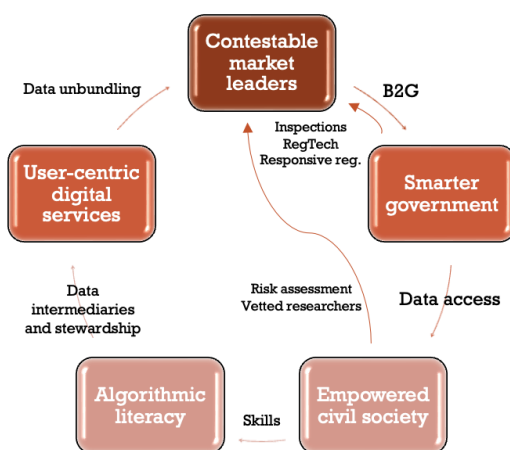 Contestable
market
leaders
Data unbundling
B2G
Inspections
RegTech
Responsive reg.
User-centric
digital
services
Smarter
government
Data
intermediaries
and stewardship
Risk assessment
Vetted researchers
Data access
Algorithmic
literacy
Skills
Empowered
civil society